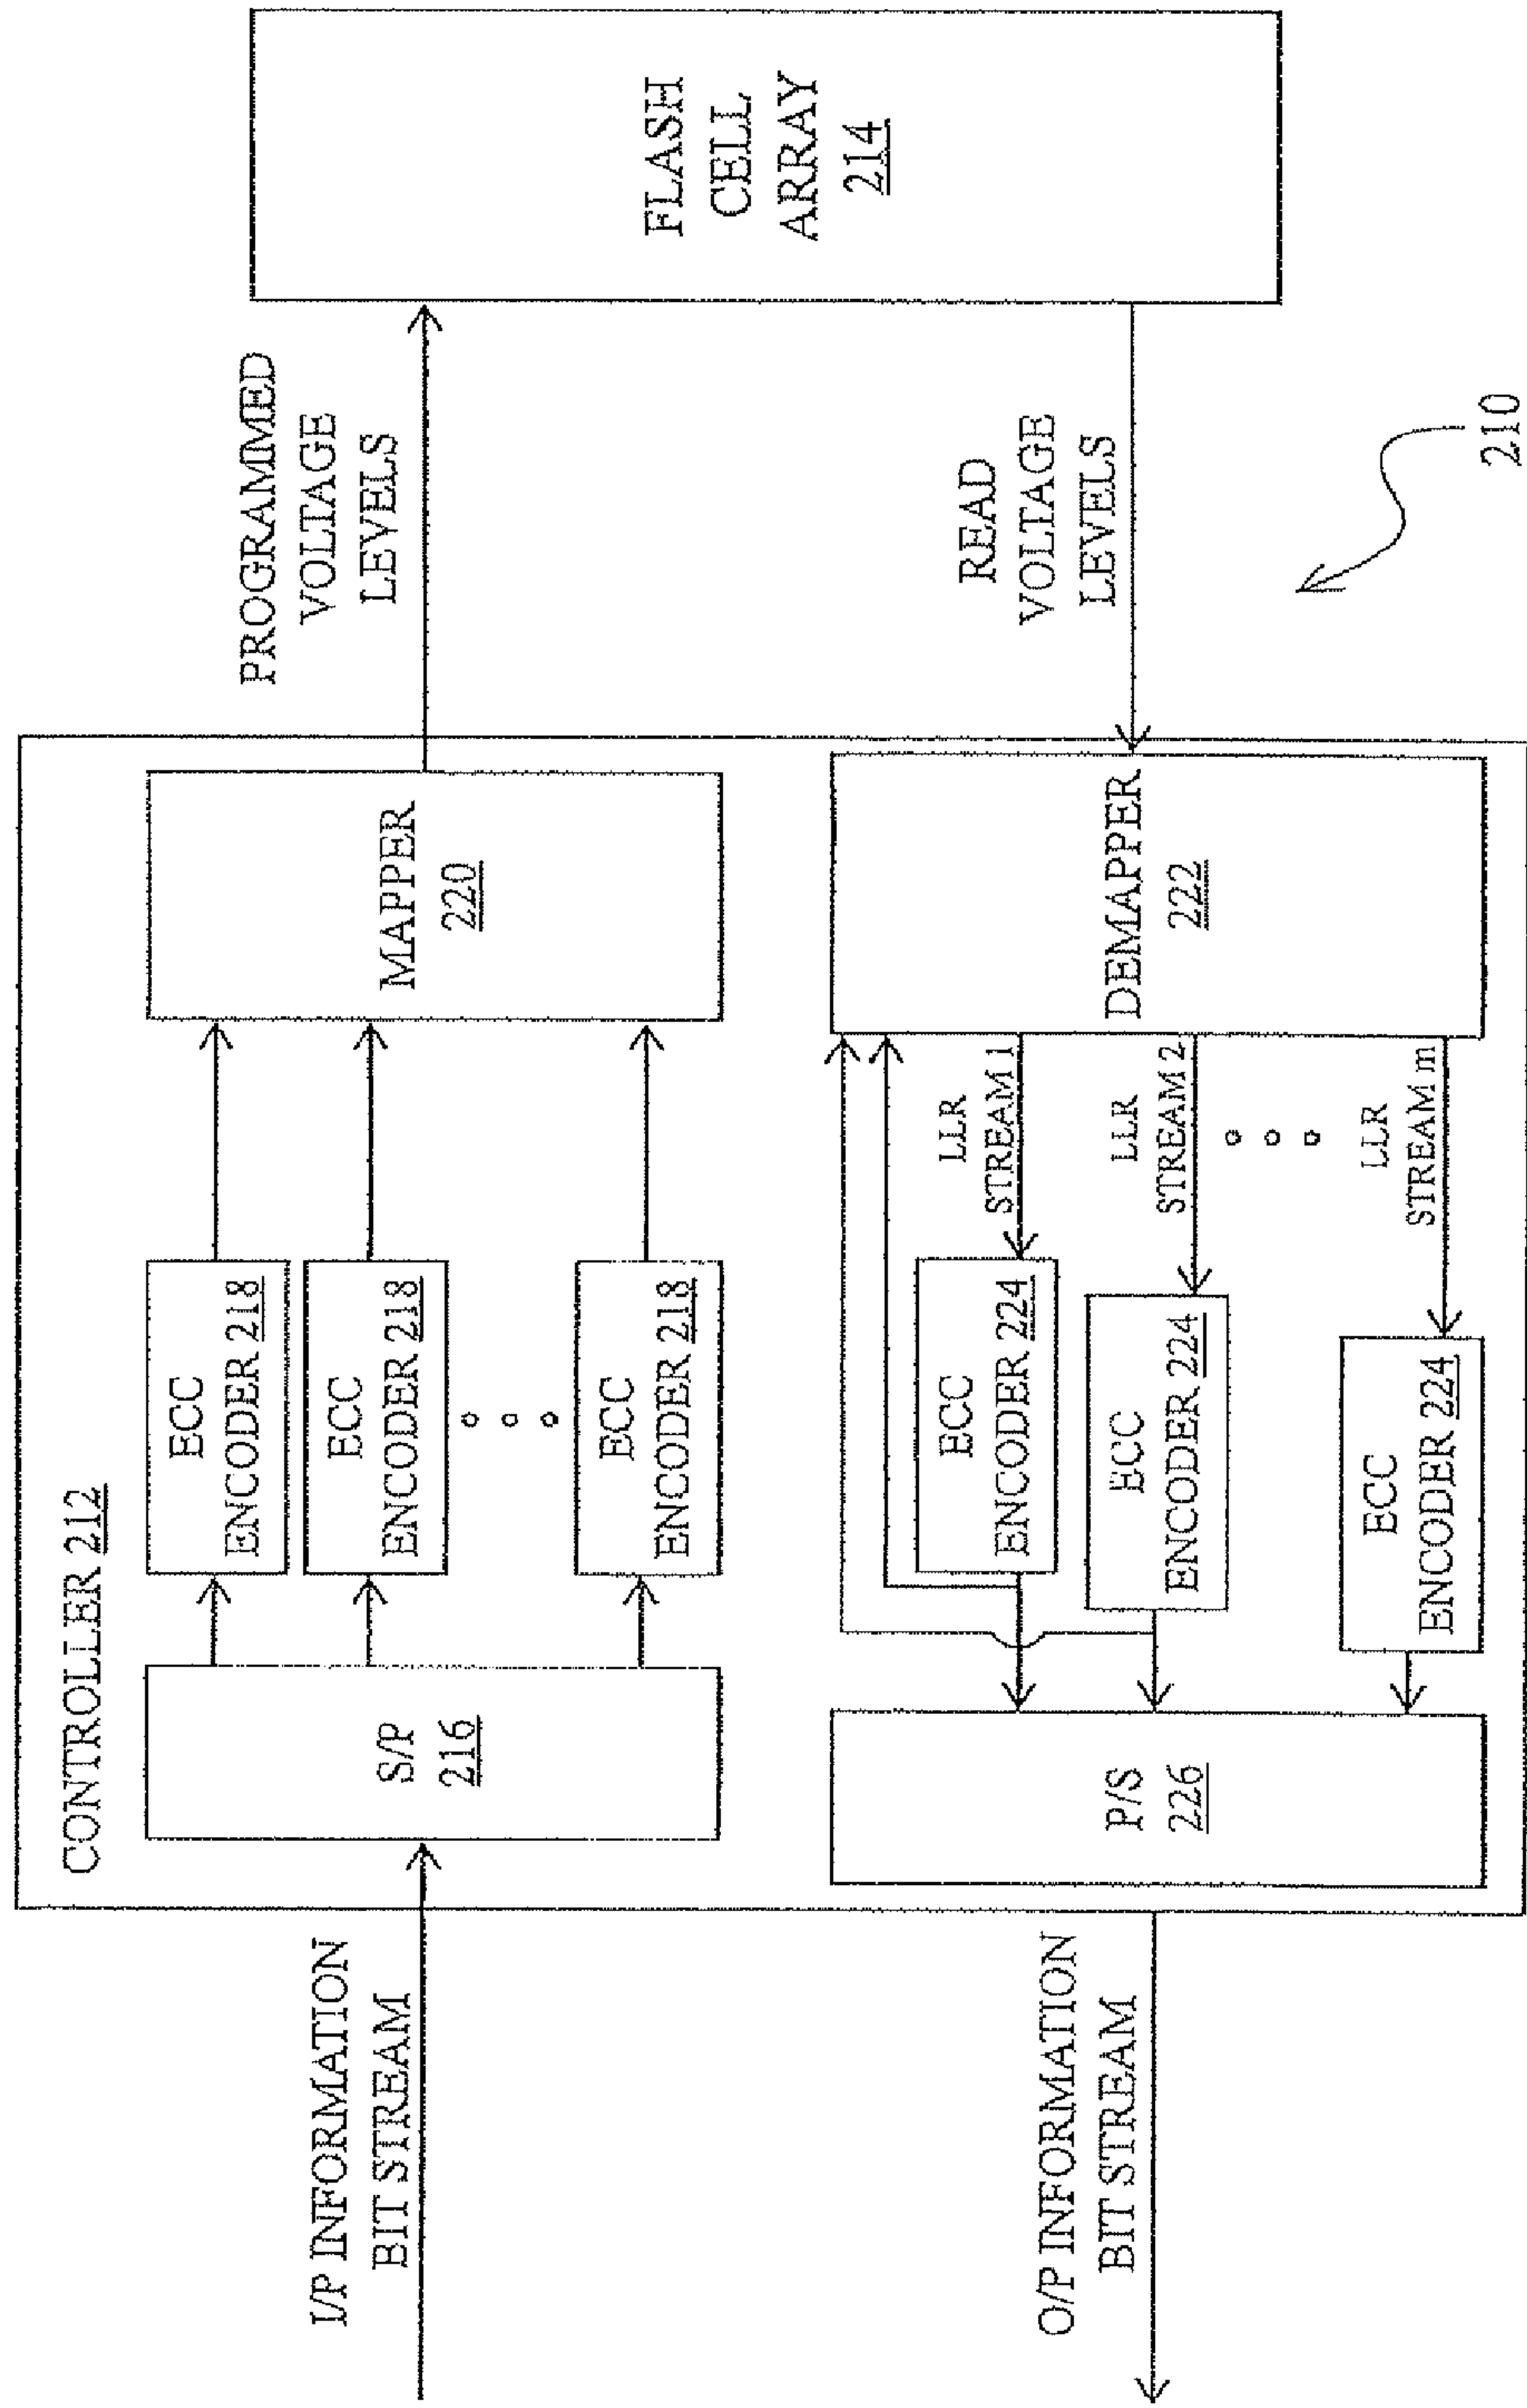 CONTROLLER 212
I/P INFORMATION
BIT STREAM
S/P
216
ECC
ENCODER 218
ECC
ENCODER 218
ECC
ENCODER 218
MAPPER
220
PROGRAMMED
VOLTAGE
LEVELS
FLASH
CELL
ARRAY
214
O/P INFORMATION
BIT STREAM
P/S
226
ECC
ENCODER 224
ECC
ENCODER 224
ECC
ENCODER 224
LLR
STREAM 1
LLR
STREAM 2
LLR
STREAM m
DEMAPPER
222
READ
VOLTAGE
LEVELS
210